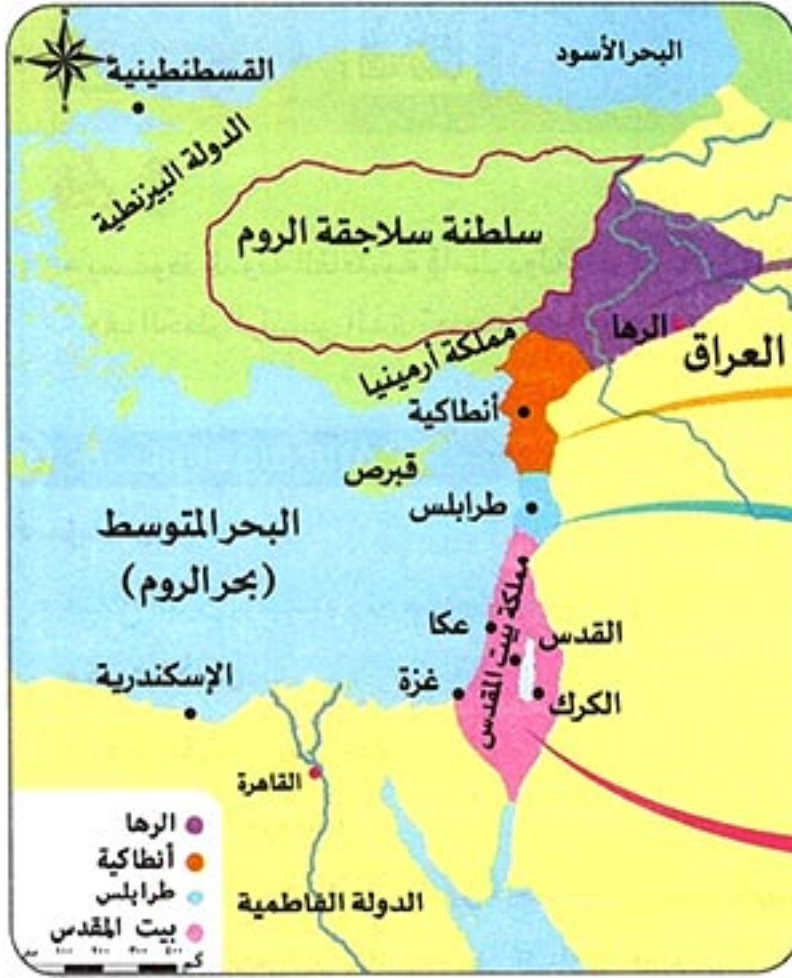 البحر الأسود
القسطنطينية
الدولة البيزنطية
سلطنة سلاجقة الروم
مملكة أرمينيا
الرها
العراق
أنطاكية
قبرص
طرابلس
البحر المتوسط
(بحر الروم)
مملكة بيت المقدس
عكا
القدس
الإسكندرية
غزة
الكرك
القاهرة
الدولة الفاطمية
الرها
أنطاكية
طرابلس
بيت المقدس
كم